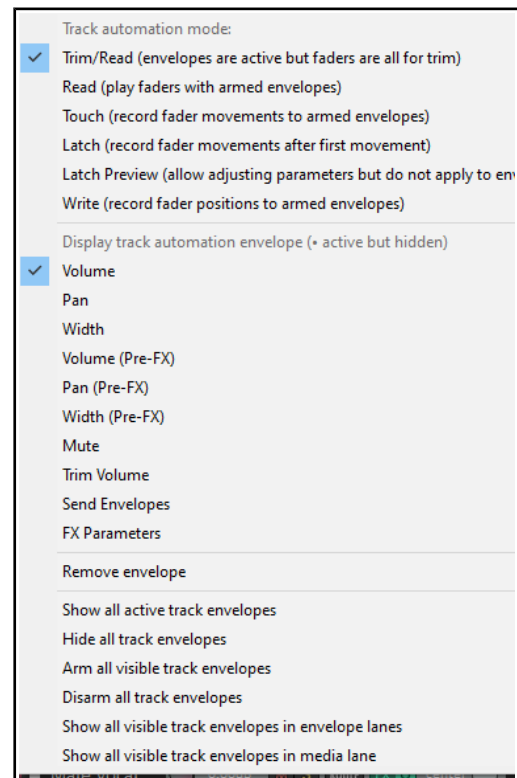 Track automation mode:
Trim/Read (envelopes are active but faders are all for trim)
Read (play faders with armed envelopes)
Touch (record fader movements to armed envelopes)
Latch (record fader movements after first movement)
Latch Preview (allow adjusting parameters but do not apply to env
Write (record fader positions to armed envelopes)
Display track automation envelope (• active but hidden)
Volume
Pan
Width
Volume (Pre-FX)
Pan (Pre-FX)
Width (Pre-FX)
Mute
Trim Volume
Send Envelopes
FX Parameters
Remove envelope
Show all active track envelopes
Hide all track envelopes
Arm all visible track envelopes
Disarm all track envelopes
Show all visible track envelopes in envelope lanes
Show all visible track envelopes in media lane